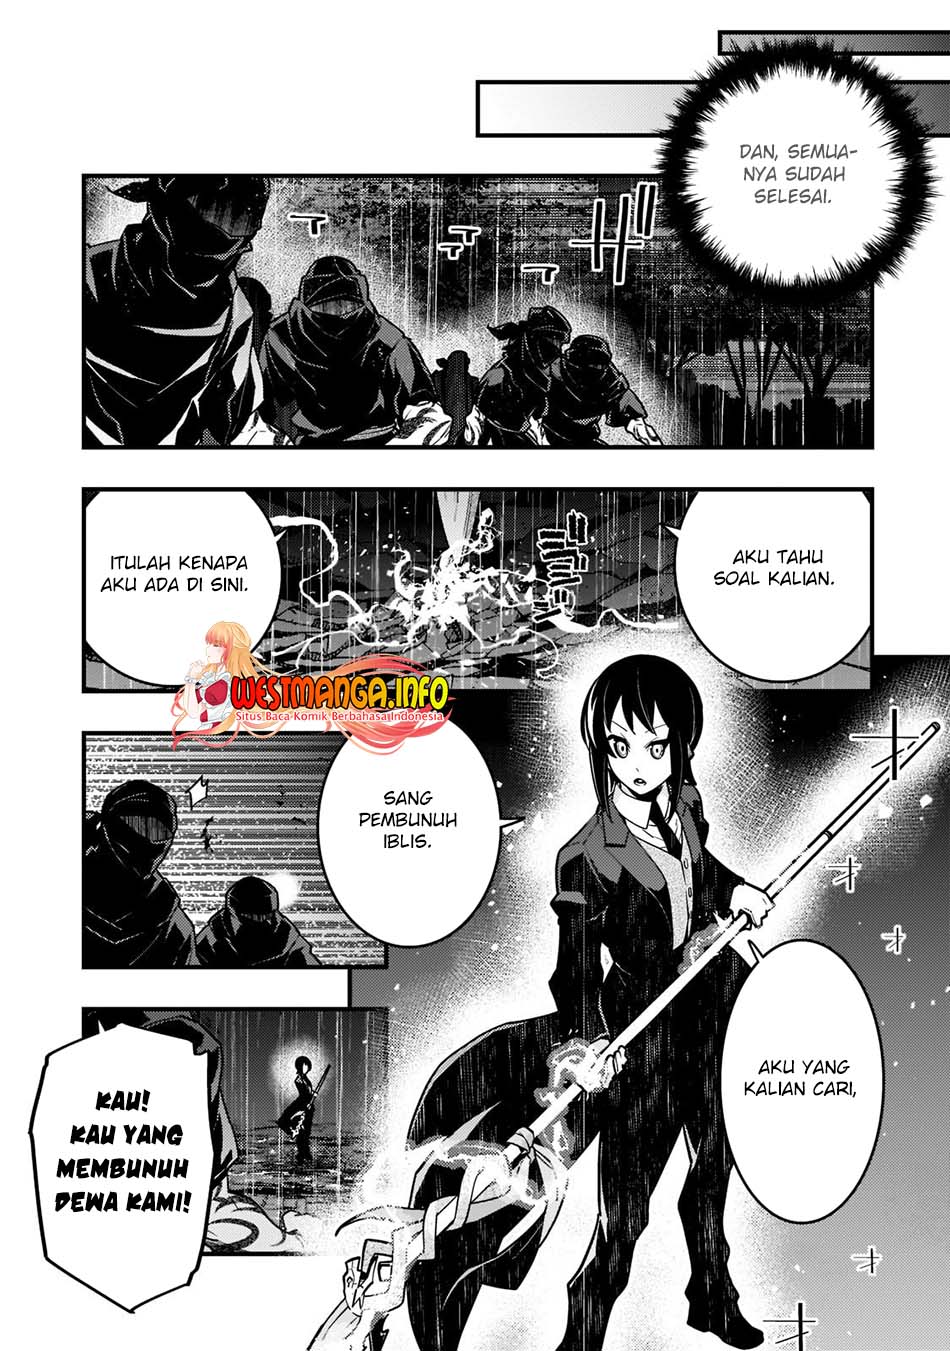 DAN, SEMUA-
NYA SUDAH
SELESAI.
AKU TAHU
SOAL KALIAN.
ITULAH KENAPA
AKU ADA DI SINI.
WESTMANGA.INFO
Situs Baca Komik Berbahasa Indonesia
AKU YANG
KALIAN CARI,
SANG
PEMBUNUH
IBLIS.
KAU!
KAU YANG
MEMBUNUH
DEWA KAMI!